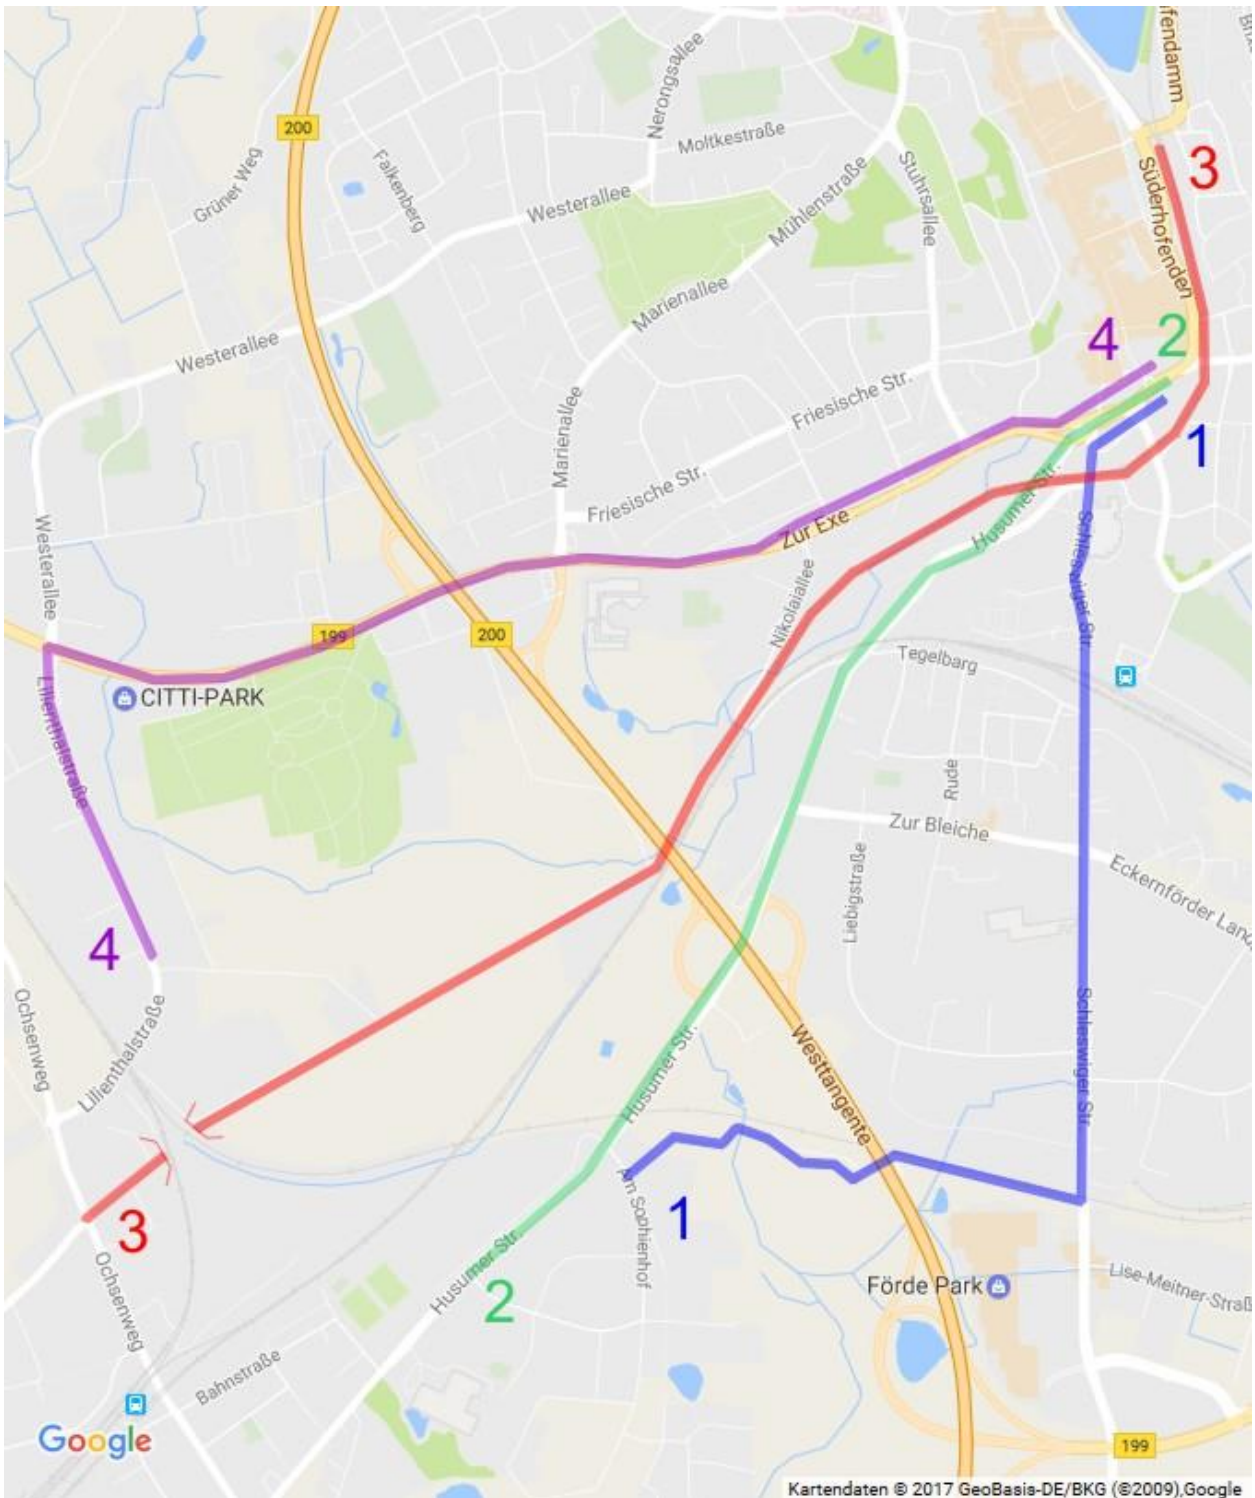 fendamm
200
Nerongsallee
Moltkestraße
Grüner Weg
Falkenberg
Westerallee
Mühlenstraße
Stuhrsallee
3
Süderhofenden
Marienallee
Westerallee
4
2
Friesische Str.
Marienallee
1
Friesische Str.
Husumer Str.
Zur Exe
Schleswiger Str.
Westerallee
Nikolaiallee
199
200
Tegelbarg
CITTI-PARK
Lilienthalstraße
Rude
Zur Bleiche
Liebigstraße
Eckernförder Land
4
Ochsenweg
Lilienthalstraße
Husumer Str.
Westtangente
Schleswiger Str
Am Sophienhof
1
3
Husumer Str.
2
Ochsenweg
Förde Park
Lise-Meitner-Straß
Bahnstraße
Google
199
Kartendaten © 2017 GeoBasis-DE/BKG (©2009),Google